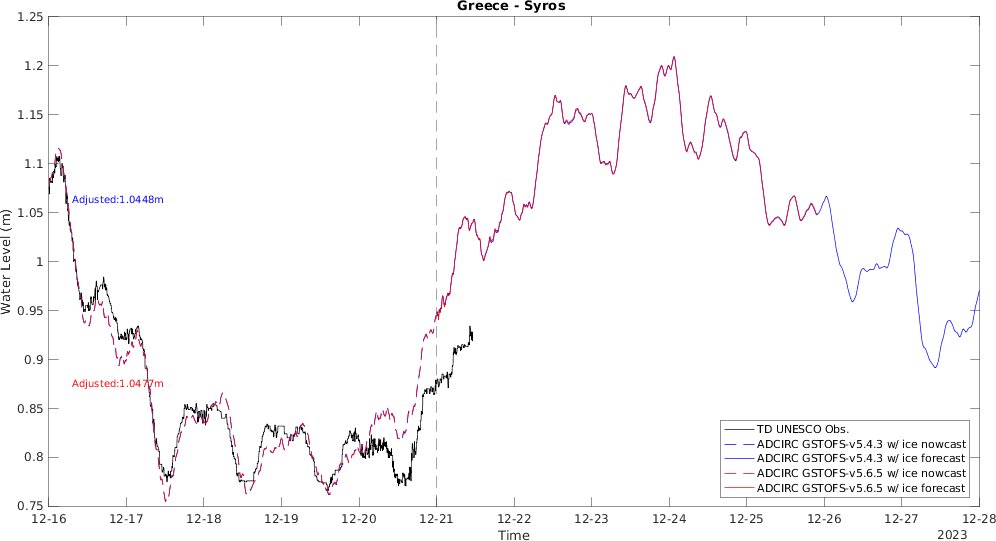 Greece - Syros
1.25
1.2
1.15
1.1
1.05
1
0.95
0.9
0.85
0.8
0.75
Water Level (m)
Adjusted:1.0448m
Adjusted:1.0477m
TD UNESCO Obs.
ADCIRC GSTOFS-v5.4.3 w/ ice nowcast
ADCIRC GSTOFS-v5.4.3 w/ ice forecast
ADCIRC GSTOFS-v5.6.5 w/ ice nowcast
ADCIRC GSTOFS-v5.6.5 w/ ice forecast
12-16 12-17 12-18 12-19 12-20 12-21 12-22 12-23 12-24 12-25 12-26 12-27 12-28
Time
2023